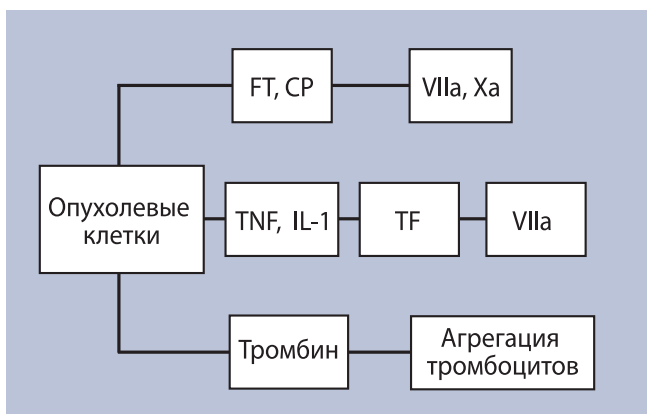 FT, CP
VIIa, Xa
Опухолевые
клетки
TNF, IL-1
TF
VIIa
Тромбин
Агрегация
тромбоцитов